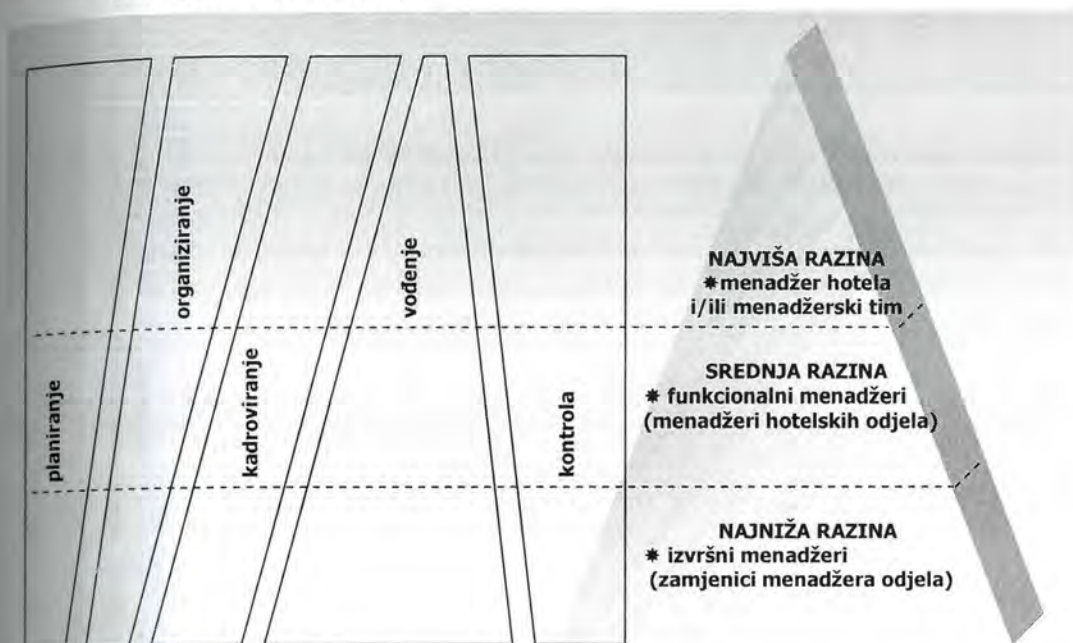 planiranje
organiziranje
kadroviranje
vođenje
kontrola
NAJVIŠA RAZINA
✷menadžer hotela
i/ili menadžerski tim
SREDNJA RAZINA
✷ funkcionalni menadžeri
(menadžeri hotelskih odjela)
NAJNIŽA RAZINA
✷ izvršni menadžeri
(zamjenici menadžera odjela)